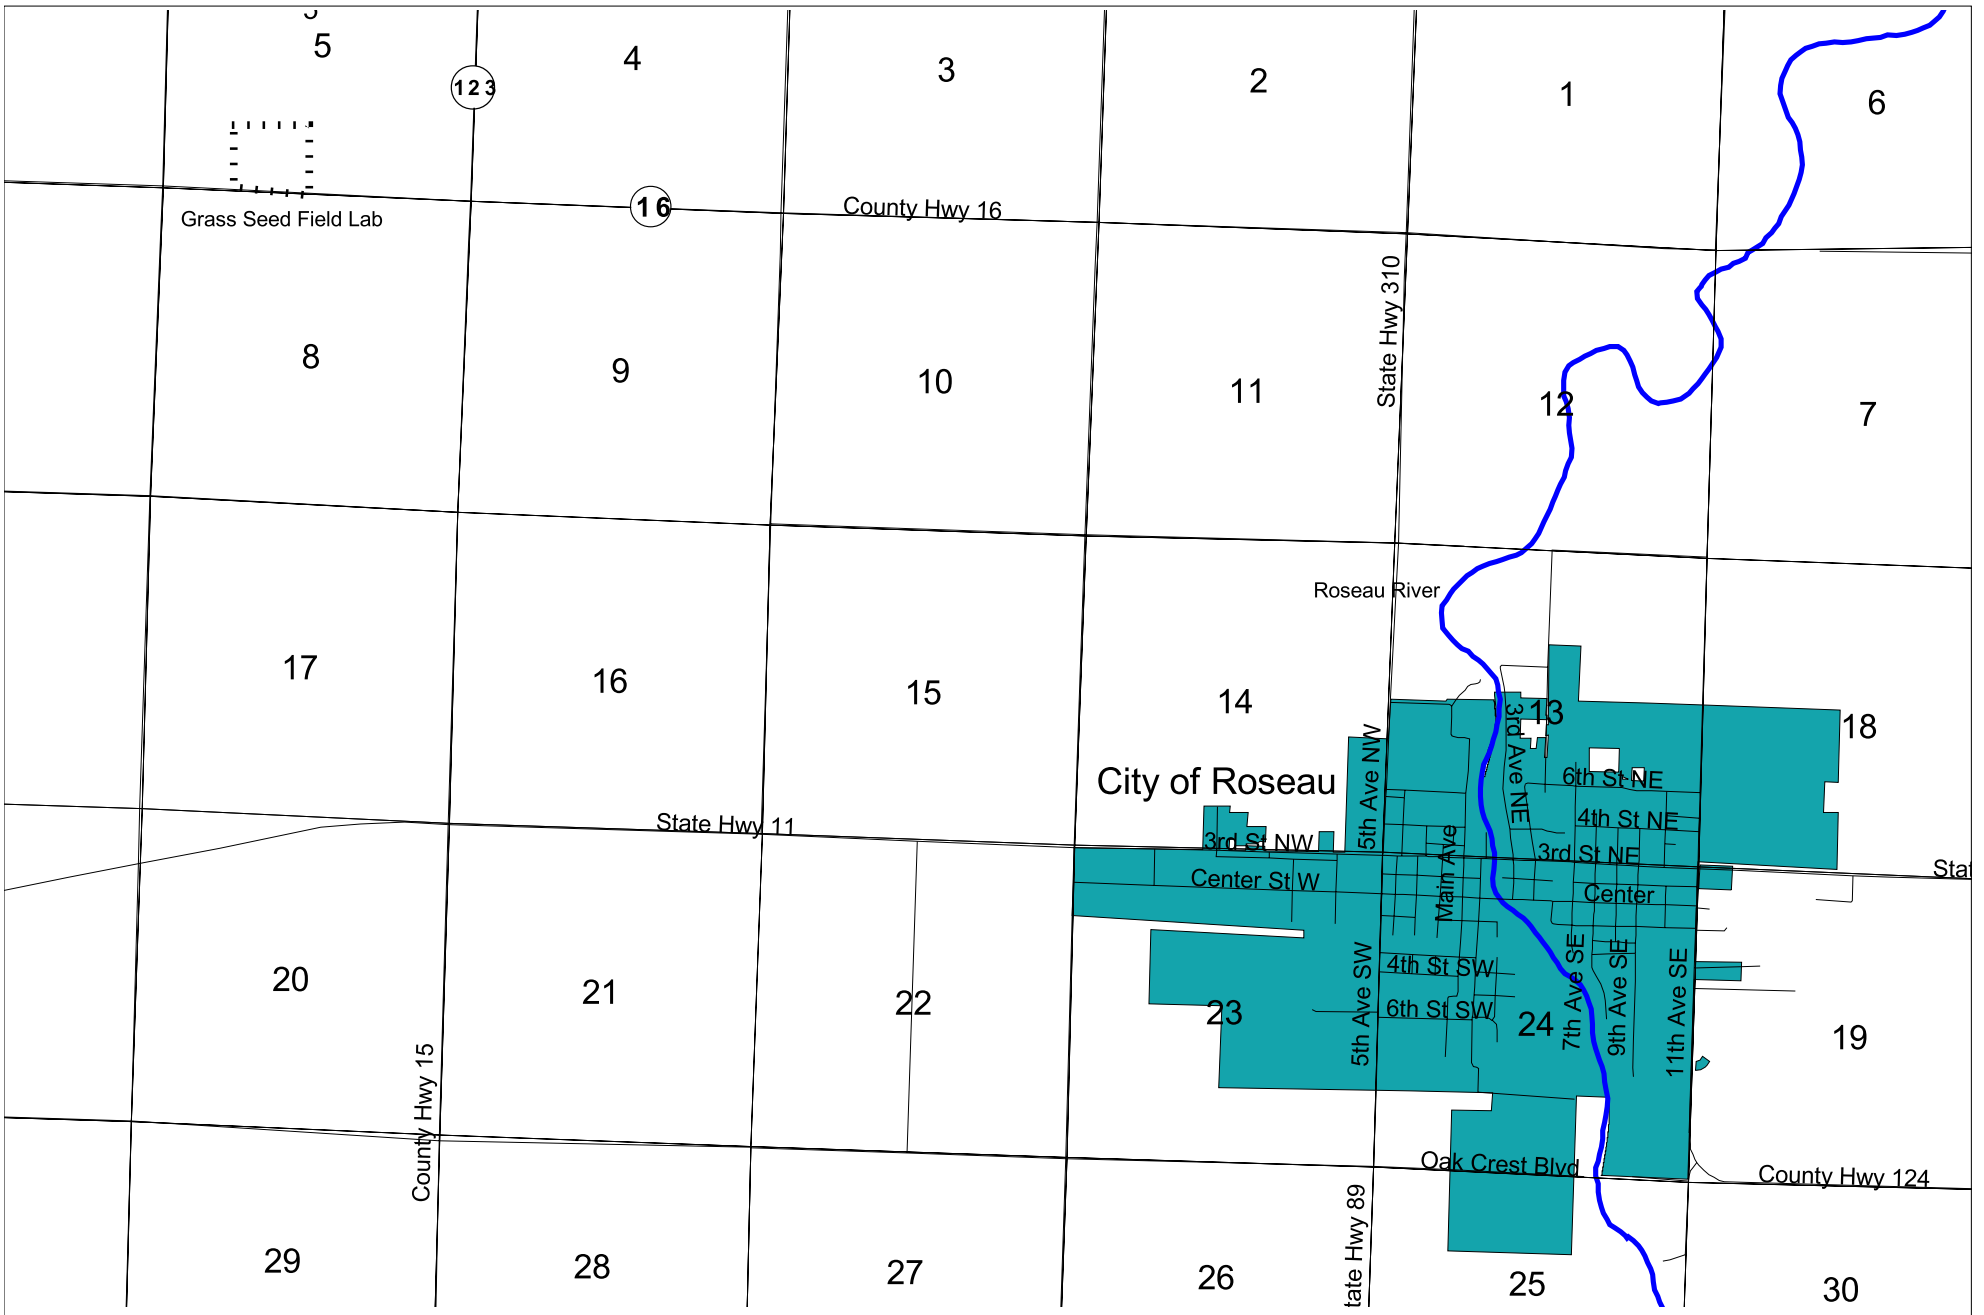 5
4
3
2
1
6
123
16
County Hwy 16
Grass Seed Field Lab
State Hwy 310
8
9
10
11
12
7
Roseau River
17
16
15
14
13
18
City of Roseau
5th Ave NW
3rd Ave NE
6th St NE
4th St NE
State Hwy 11
Main Ave
3rd St NW
3rd St NE
Stat
Center St W
Center
20
21
22
23
24
19
4th St SW
6th St SW
5th Ave SW
7th Ave SE
9th Ave SE
11th Ave SE
County Hwy 15
Oak Crest Blvd
County Hwy 124
tate Hwy 89
29
28
27
26
25
30